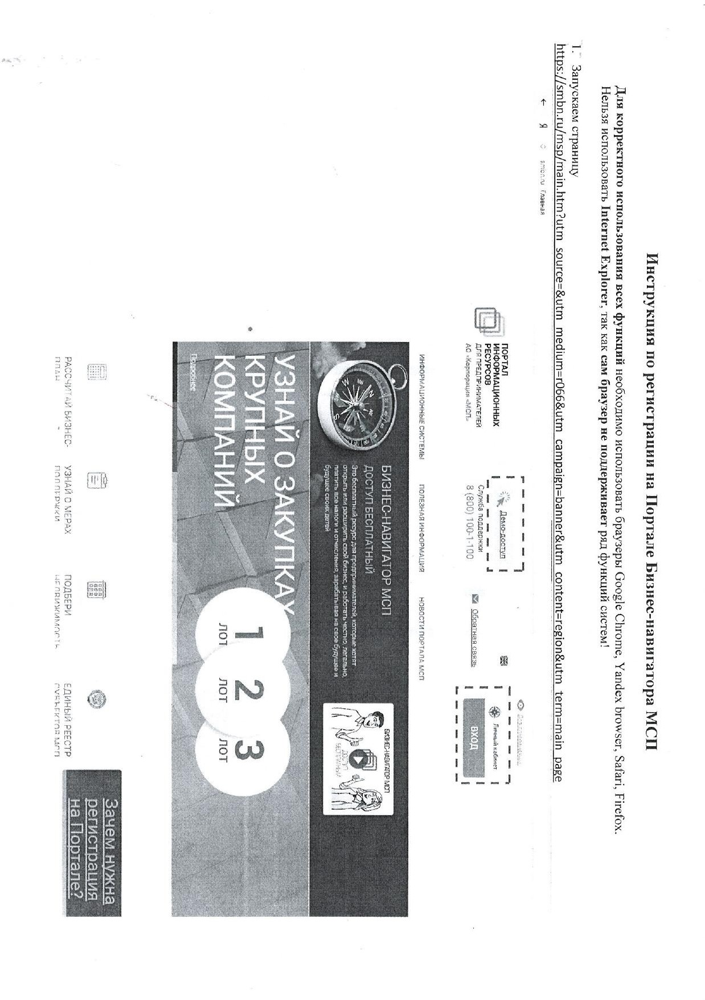 Инструкция по регистрации на Портале Бизнес-навигатора МСП
Для корректного использования всех функций необходимо использовать браузеры Google Chrome, Yandex browser, Safari, Firefox.
Нельзя использовать Internet Explorer, так как сам браузер не поддерживает ряд функций систем!
1. Запускаем страницу
https://smbn.ru/msp/main.htm?utm_source=&utm_medium=r066&utm_campaign=banner&utm_content=region&utm_term=main_page
← Я smbn.ru Главная
ПОРТАЛ
ИНФОРМАЦИОННЫХ
РЕСУРСОВ
ДЛЯ ПРЕДПРИНИМАТЕЛЕЙ
АО «Корпорация «МСП»
Демо-доступ
Служба поддержки
8 (800) 100-1-100
Обратная связь
Личный кабинет
ВХОД
ИНФОРМАЦИОННЫЕ СИСТЕМЫ
ПОЛЕЗНАЯ ИНФОРМАЦИЯ
НОВОСТИ ПОРТАЛА МСП
БИЗНЕС-НАВИГАТОР МСП
ДОСТУП БЕСПЛАТНЫЙ
Это бесплатный ресурс для предпринимателей, которые хотят
открыть или расширить свой бизнес, и работать честно, легально,
платить все налоги и отчисления, зарабатывая на свое будущее и
будущее своих детей
БИЗНЕС-НАВИГАТОР МСП
ДОСТУП
БЕСПЛАТНЫЙ
УЗНАЙ О ЗАКУПКАХ
КРУПНЫХ
КОМПАНИЙ
Подробнее
1 2 3
ЛОТ ЛОТ ЛОТ
РАССЧИТАЙ БИЗНЕС-
ПЛАН
УЗНАЙ О МЕРАХ
ПОДДЕРЖКИ
ПОДБЕРИ
НЕДВИЖИМОСТЬ
ЕДИНЫЙ РЕЕСТР
СУБЪЕКТОВ МСП
Зачем нужна
регистрация
на Портале?